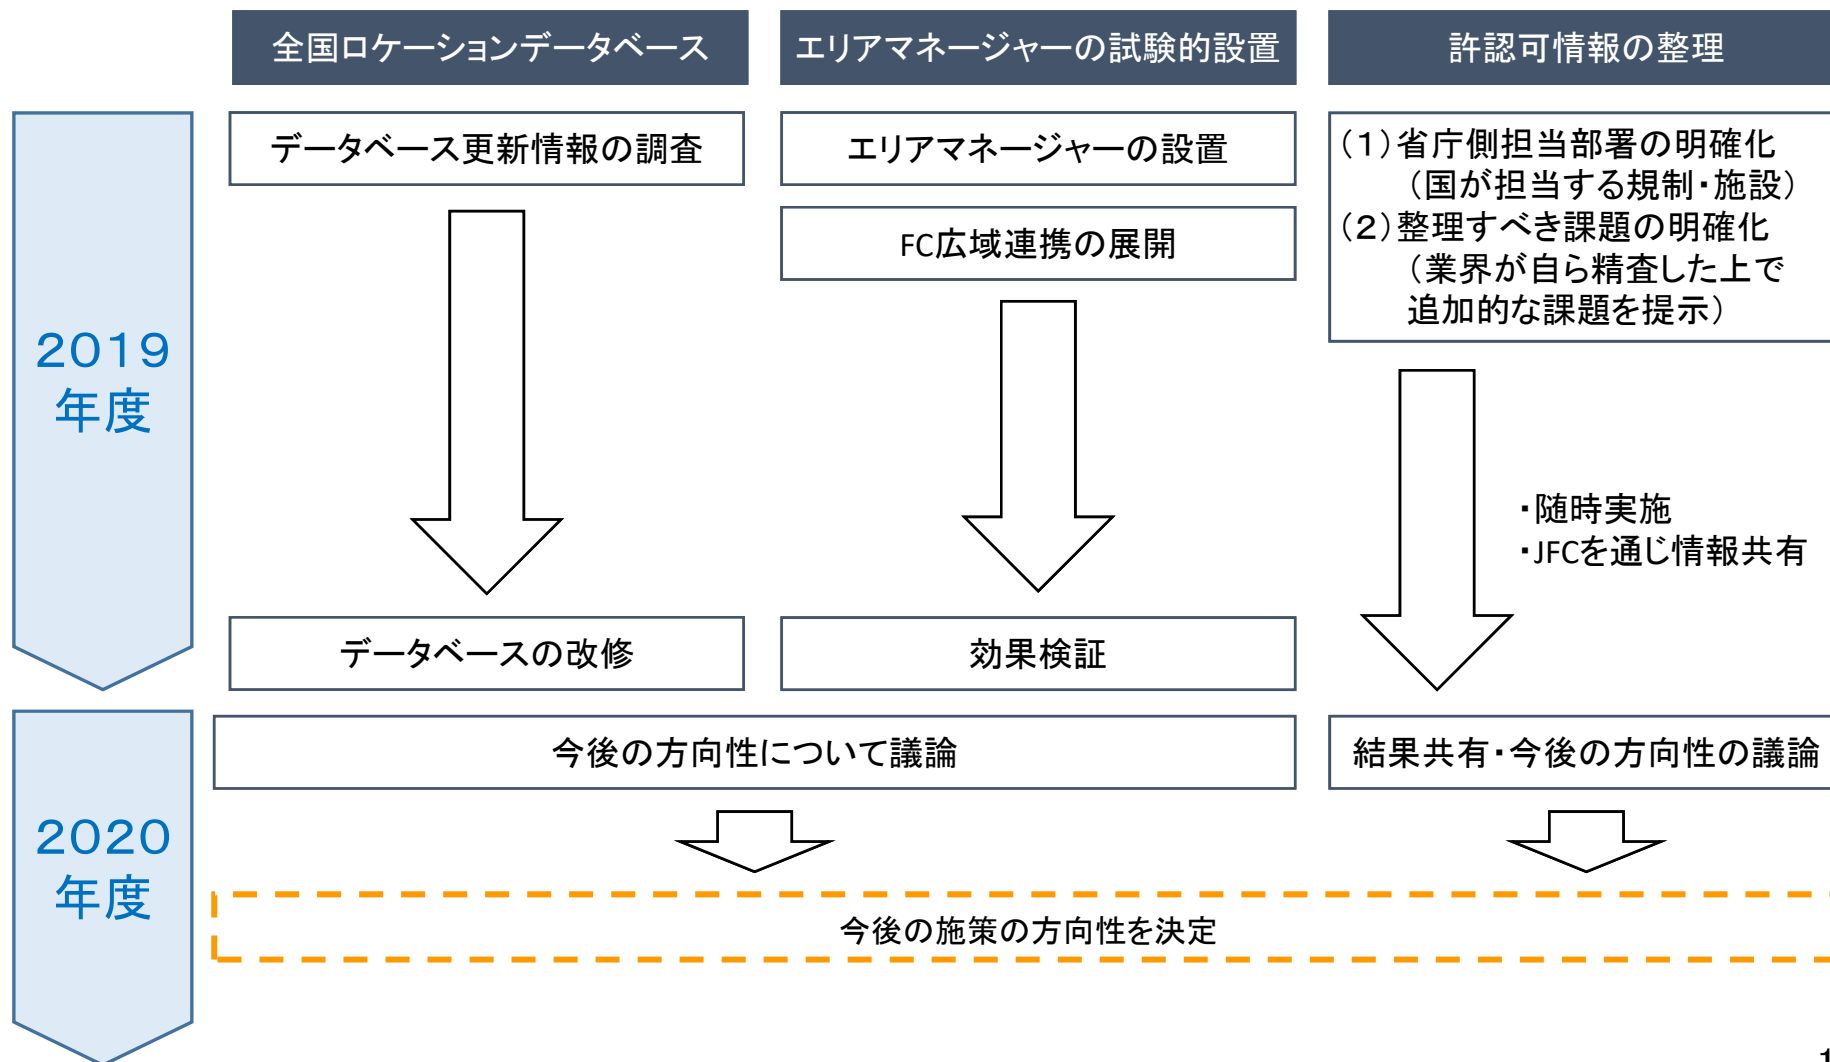 全国ロケーションデータベース
エリアマネージャーの試験的設置
許認可情報の整理
2019
年度
データベース更新情報の調査
エリアマネージャーの設置
FC広域連携の展開
(1)省庁側担当部署の明確化
(国が担当する規制・施設)
(2)整理すべき課題の明確化
(業界が自ら精査した上で
追加的な課題を提示)
・随時実施
・JFCを通じ情報共有
データベースの改修
効果検証
2020
年度
今後の方向性について議論
結果共有・今後の方向性の議論
今後の施策の方向性を決定